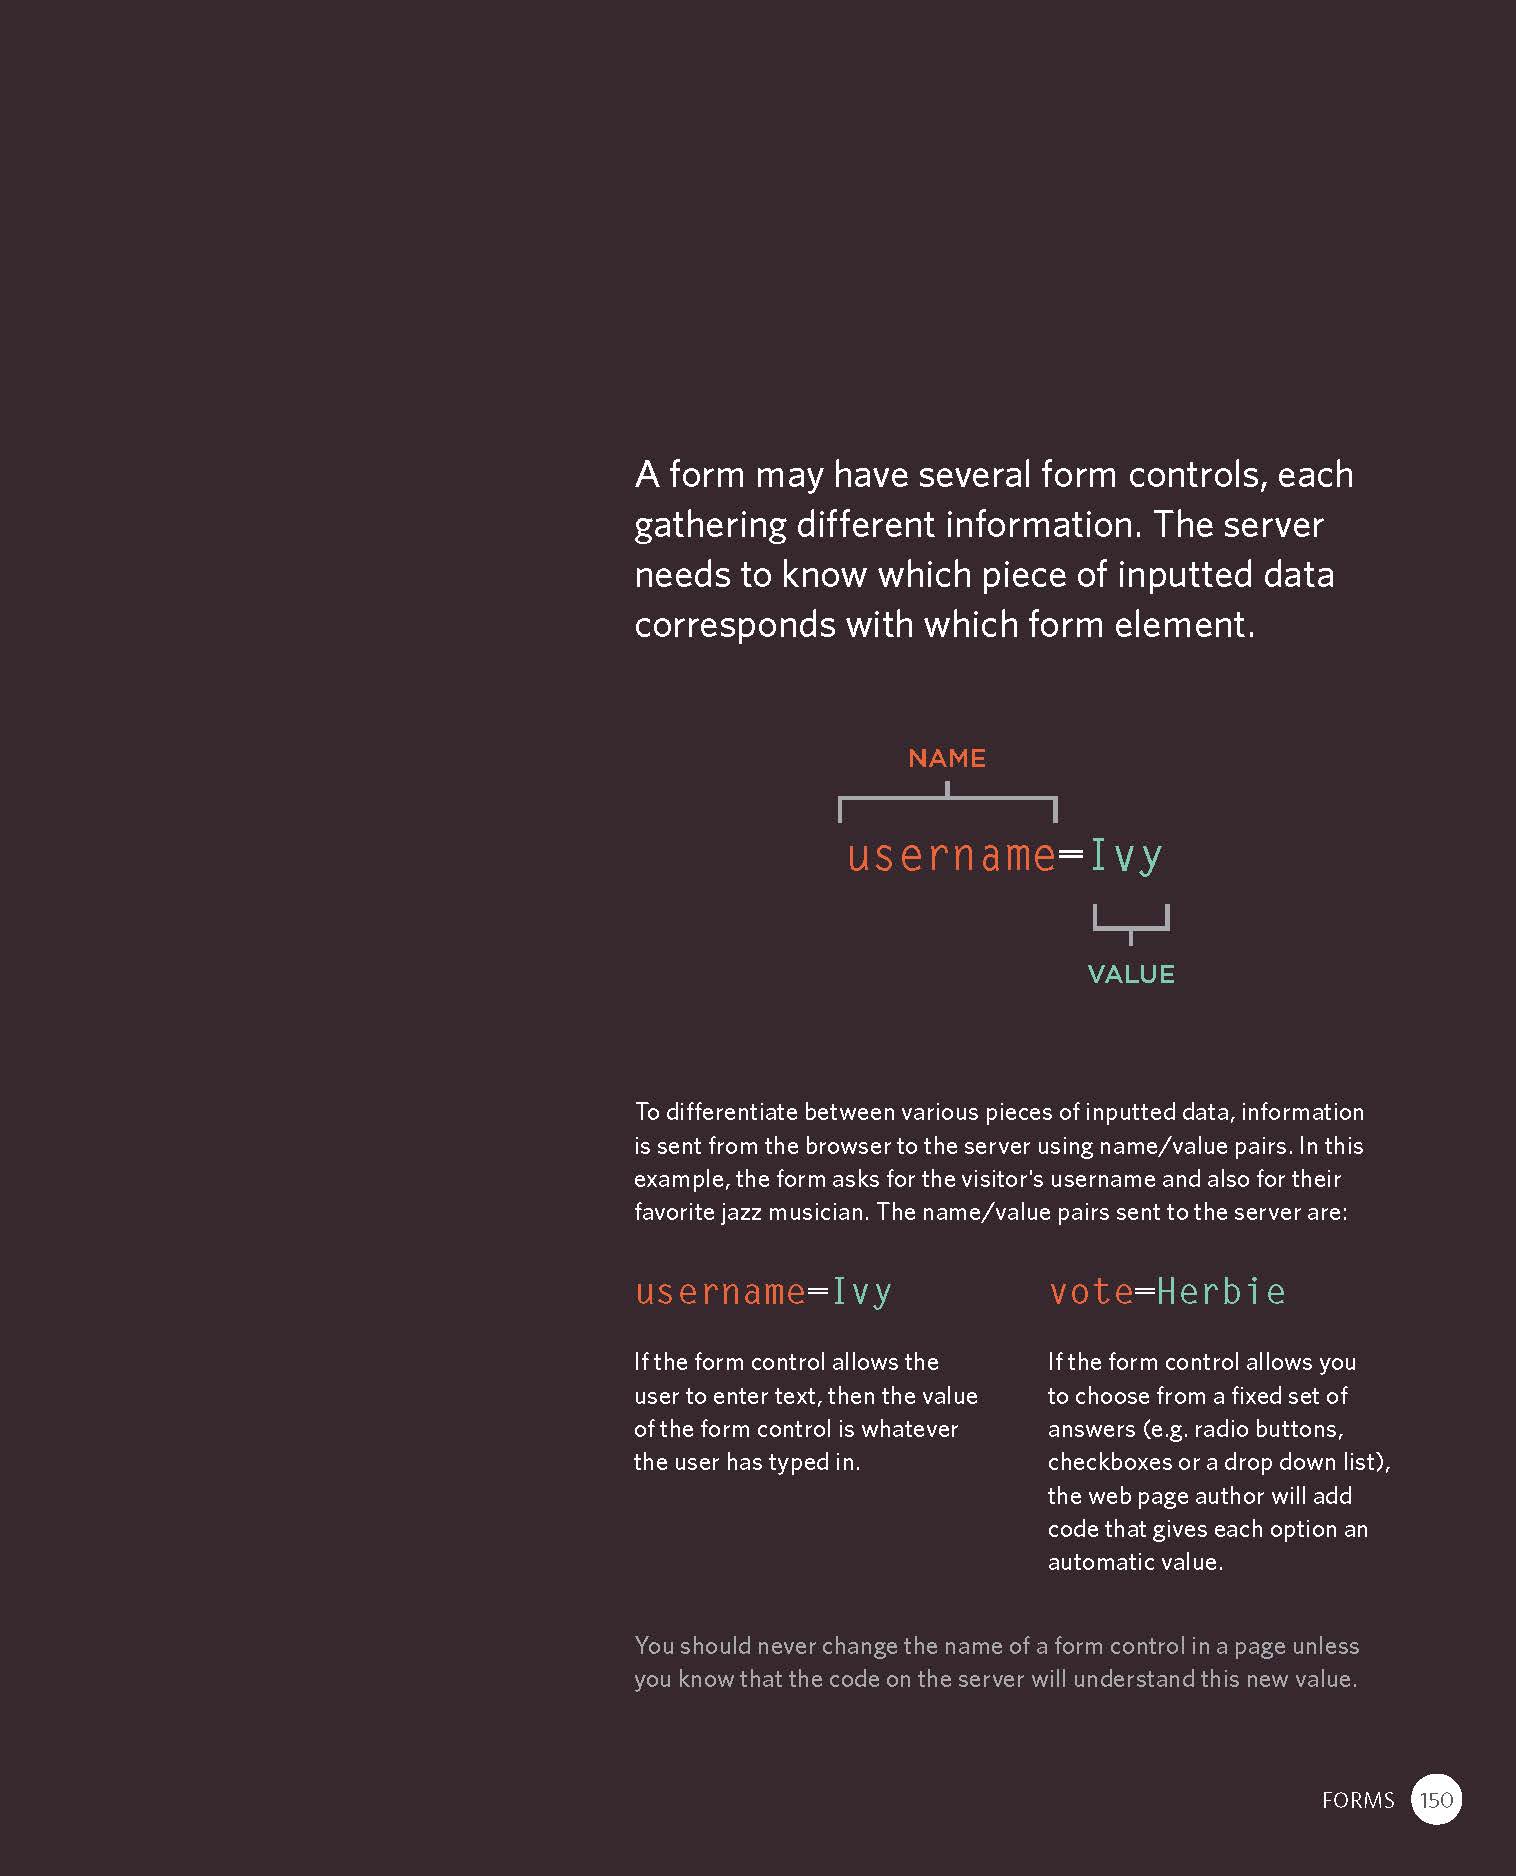 A form may have several form controls, each
gathering different information. The server
needs to know which piece of inputted data
corresponds with which form element.
NAME
username=Ivy
VALUE
To differentiate between various pieces of inputted data, information
is sent from the browser to the server using name/value pairs. In this
example, the form asks for the visitor's username and also for their
favorite jazz musician. The name/value pairs sent to the server are:
username=Ivy
If the form control allows the
user to enter text, then the value
of the form control is whatever
the user has typed in.
vote=Herbie
If the form control allows you
to choose from a fixed set of
answers (e.g. radio buttons,
checkboxes or a drop down list),
the web page author will add
code that gives each option an
automatic value.
You should never change the name of a form control in a page unless
you know that the code on the server will understand this new value.
FORMS 150